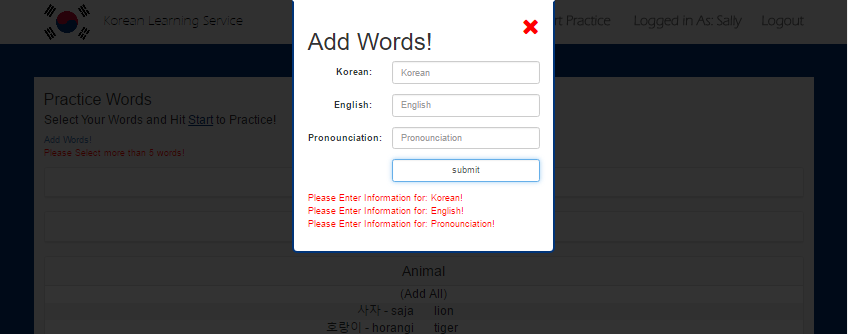 Korean Learning Service
rt Practice
Logged in As: Sally
Logout
Add Words!
Korean:
Korean
English:
English
Pronounciation:
Pronounciation
submit
Please Enter Information for: Korean!
Please Enter Information for: English!
Please Enter Information for: Pronounciation!
Practice Words
Select Your Words and Hit Start to Practice!
Add Words!
Please Select more than 5 words!
Animal
(Add All)
사자 - saja lion
호랑이 - horangi tiger